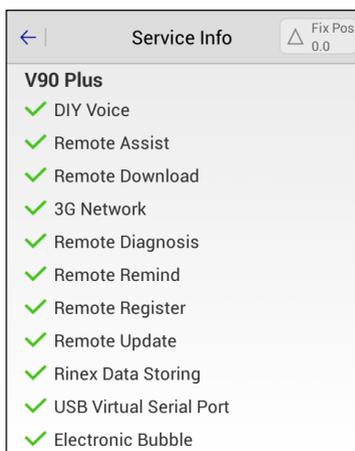 Service Info
Fix Pos
0.0
V90 Plus
DIY Voice
Remote Assist
Remote Download
3G Network
Remote Diagnosis
Remote Remind
Remote Register
Remote Update
Rinex Data Storing
USB Virtual Serial Port
Electronic Bubble